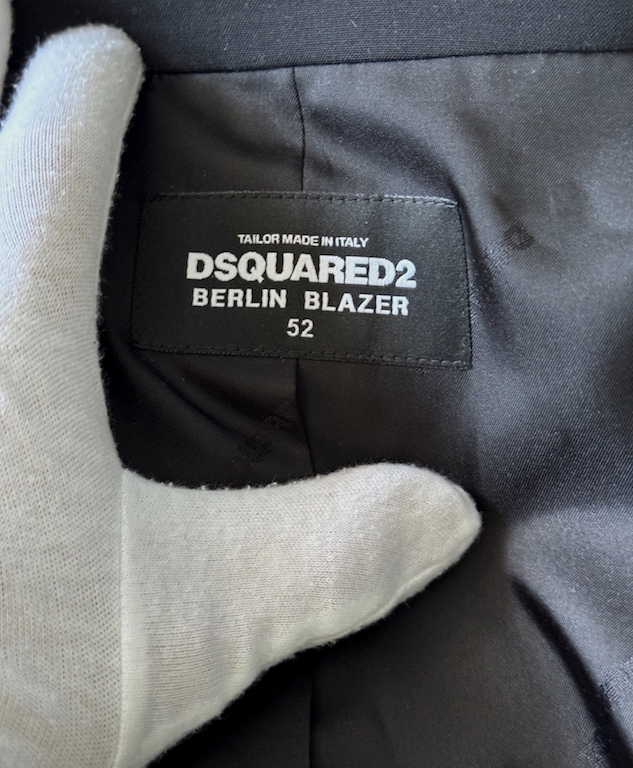 TAILOR MADE IN ITALY
DSQUARED2
BERLIN BLAZER
52